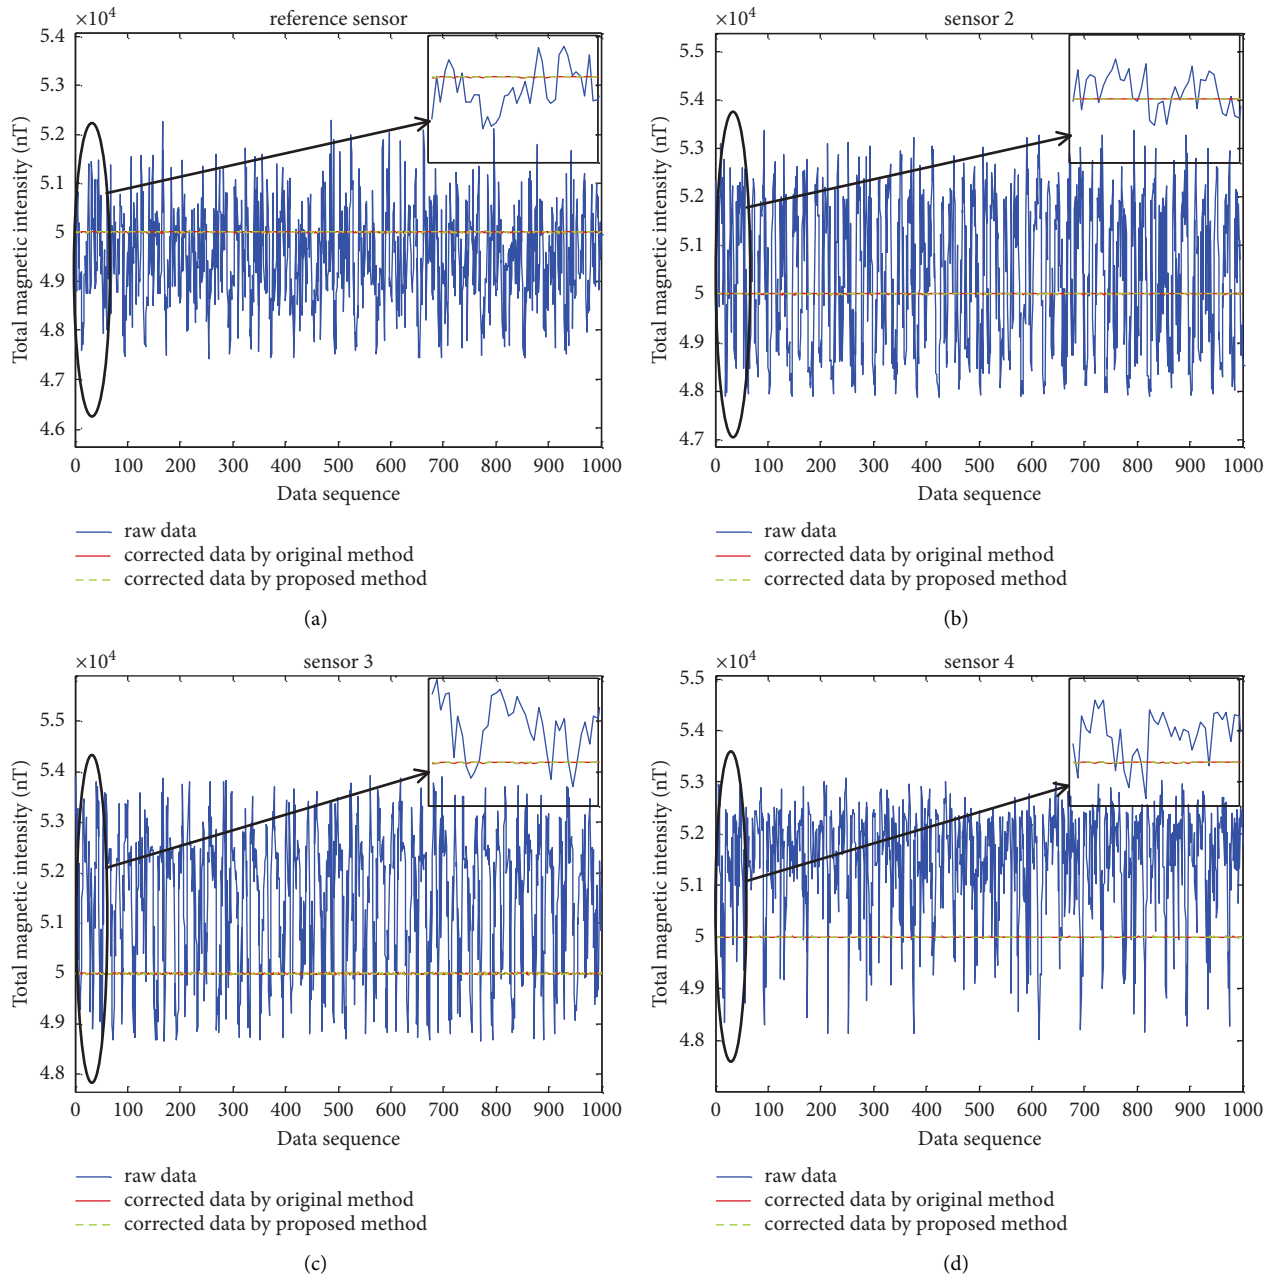 ×10⁴
reference sensor
5.4
5.3
5.2
5.1
5
4.9
4.8
4.7
4.6
Total magnetic intensity (nT)
0 100 200 300 400 500 600 700 800 900 1000
Data sequence
raw data
corrected data by original method
corrected data by proposed method
(a)
×10⁴
sensor 2
5.5
5.4
5.3
5.2
5.1
5
4.9
4.8
4.7
Total magnetic intensity (nT)
0 100 200 300 400 500 600 700 800 900 1000
Data sequence
raw data
corrected data by original method
corrected data by proposed method
(b)
×10⁴
sensor 3
5.5
5.4
5.3
5.2
5.1
5
4.9
4.8
Total magnetic intensity (nT)
0 100 200 300 400 500 600 700 800 900 1000
Data sequence
raw data
corrected data by original method
corrected data by proposed method
(c)
×10⁴
sensor 4
5.5
5.4
5.3
5.2
5.1
5
4.9
4.8
Total magnetic intensity (nT)
0 100 200 300 400 500 600 700 800 900 1000
Data sequence
raw data
corrected data by original method
corrected data by proposed method
(d)